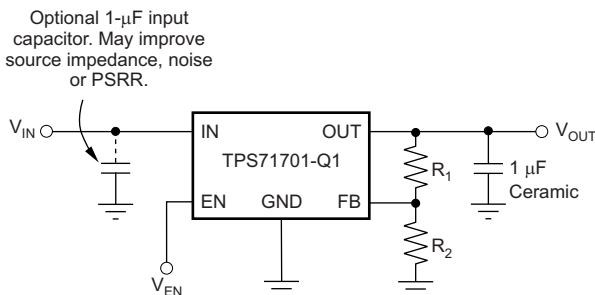 Optional 1-μF input
capacitor. May improve
source impedance, noise
or PSRR.
V_IN
IN
OUT
V_OUT
TPS71701-Q1
R_1
1 μF
Ceramic
EN
GND
FB
R_2
V_EN